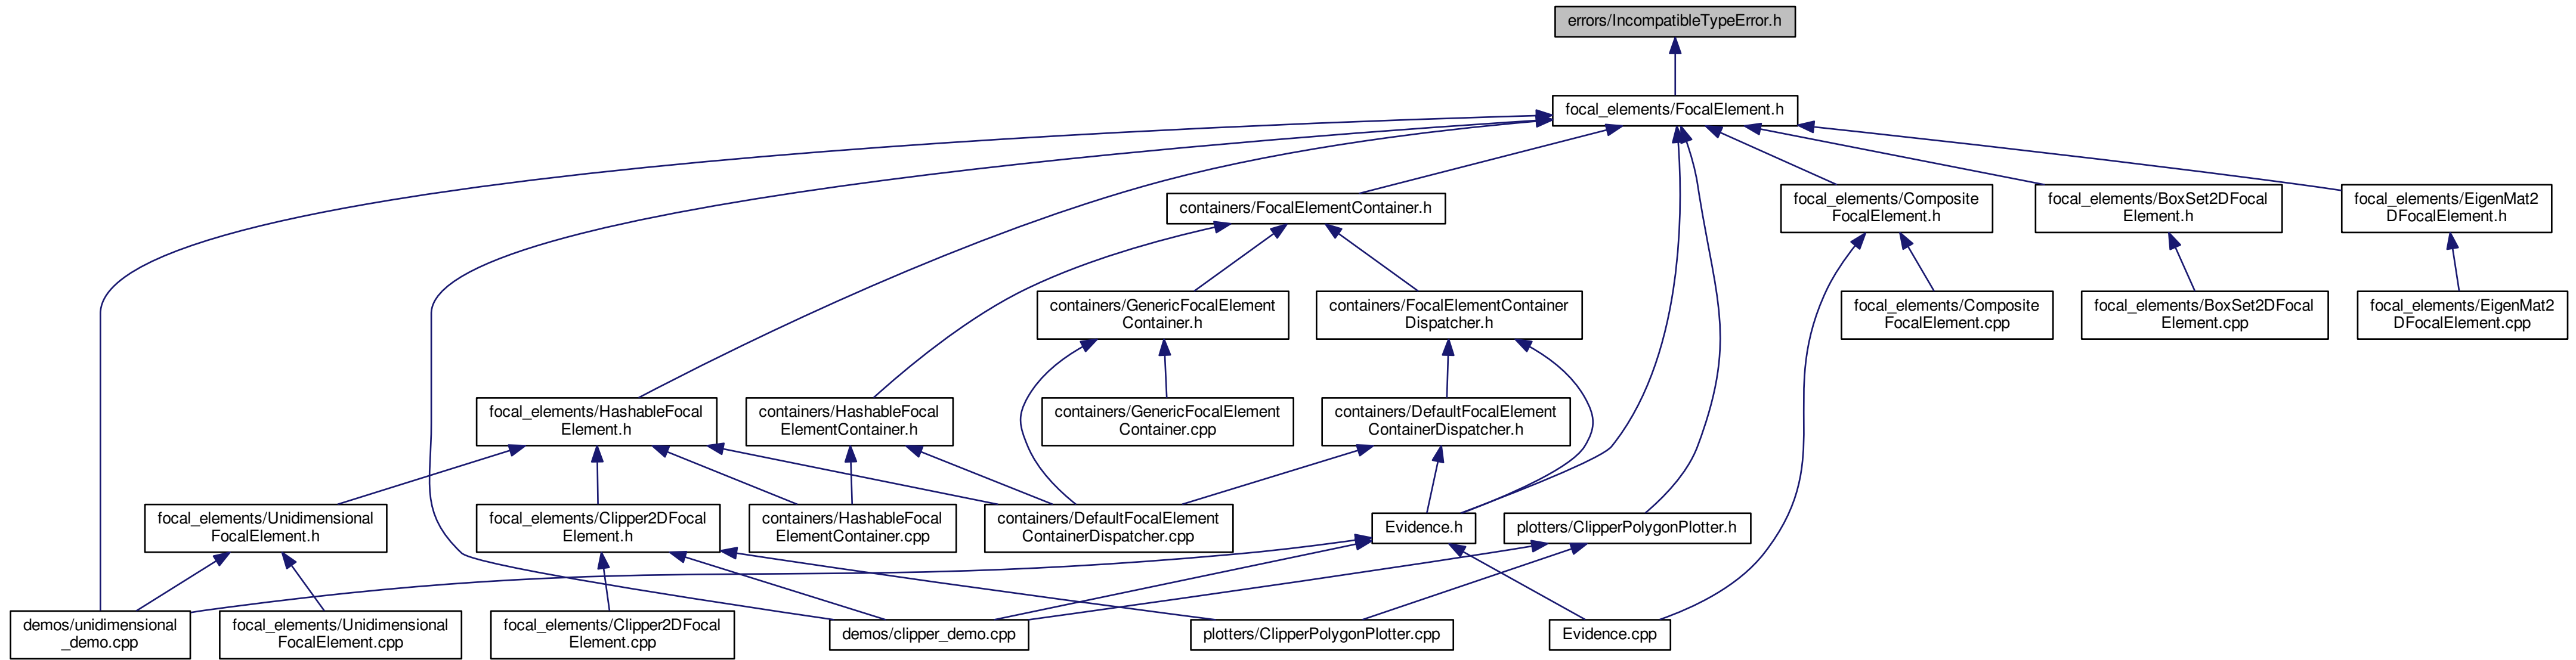 errors/IncompatibleTypeError.h
focal_elements/FocalElement.h
containers/FocalElementContainer.h
focal_elements/Composite
FocalElement.h
focal_elements/BoxSet2DFocal
Element.h
focal_elements/EigenMat2
DFocalElement.h
containers/GenericFocalElement
Container.h
containers/FocalElementContainer
Dispatcher.h
focal_elements/Composite
FocalElement.cpp
focal_elements/BoxSet2DFocal
Element.cpp
focal_elements/EigenMat2
DFocalElement.cpp
focal_elements/HashableFocal
Element.h
containers/HashableFocal
ElementContainer.h
containers/GenericFocalElement
Container.cpp
containers/DefaultFocalElement
ContainerDispatcher.h
focal_elements/Unidimensional
FocalElement.h
focal_elements/Clipper2DFocal
Element.h
containers/HashableFocal
ElementContainer.cpp
containers/DefaultFocalElement
ContainerDispatcher.cpp
Evidence.h
plotters/ClipperPolygonPlotter.h
demos/unidimensional
_demo.cpp
focal_elements/Unidimensional
FocalElement.cpp
focal_elements/Clipper2DFocal
Element.cpp
demos/clipper_demo.cpp
plotters/ClipperPolygonPlotter.cpp
Evidence.cpp